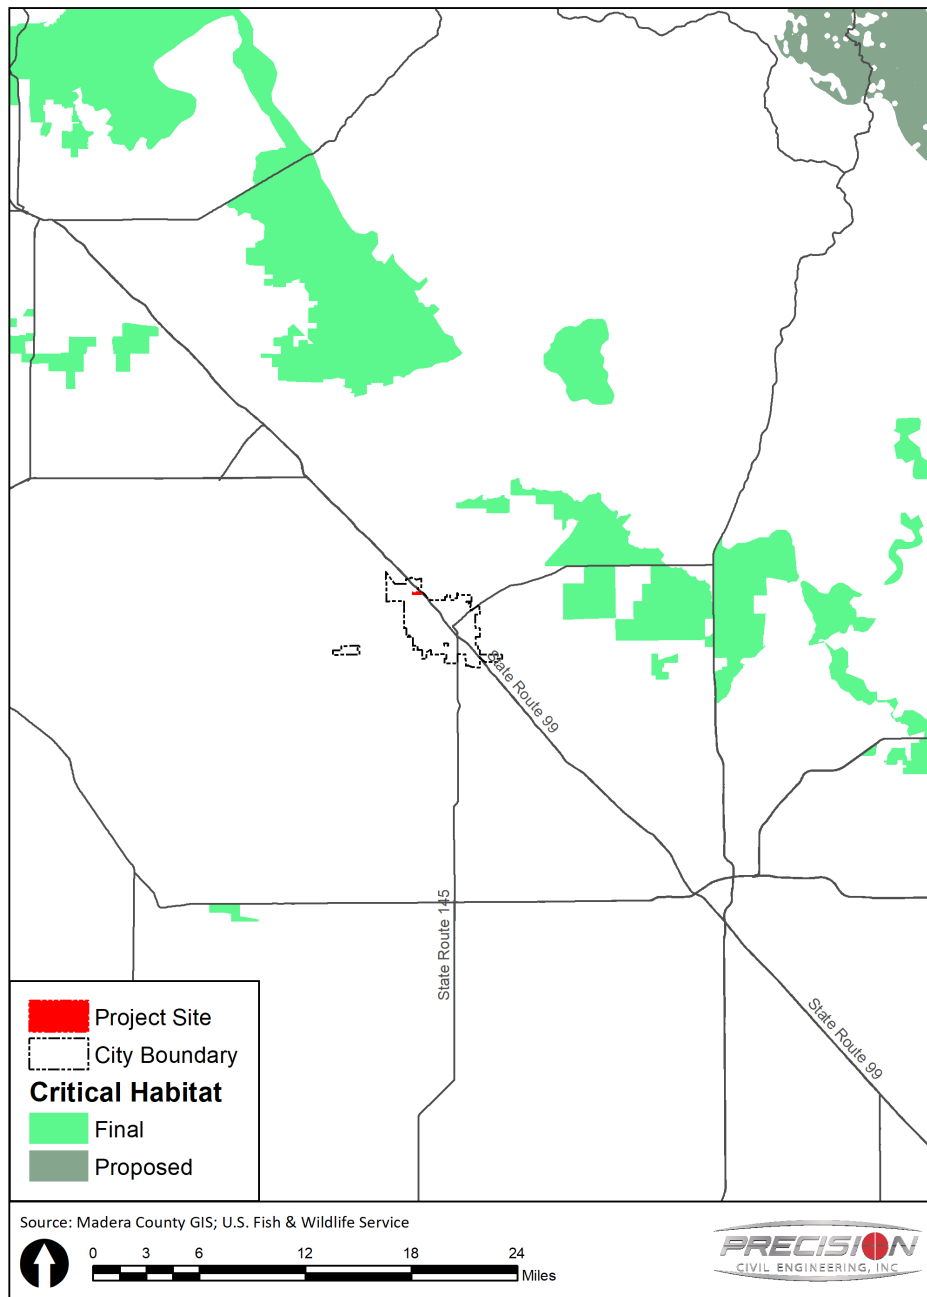 State Route 99
State Route 145
State Route 99
Project Site
City Boundary
Critical Habitat
Final
Proposed
Source: Madera County GIS; U.S. Fish & Wildlife Service
0 3 6 12 18 24
Miles
PRECISION
CIVIL ENGINEERING, INC